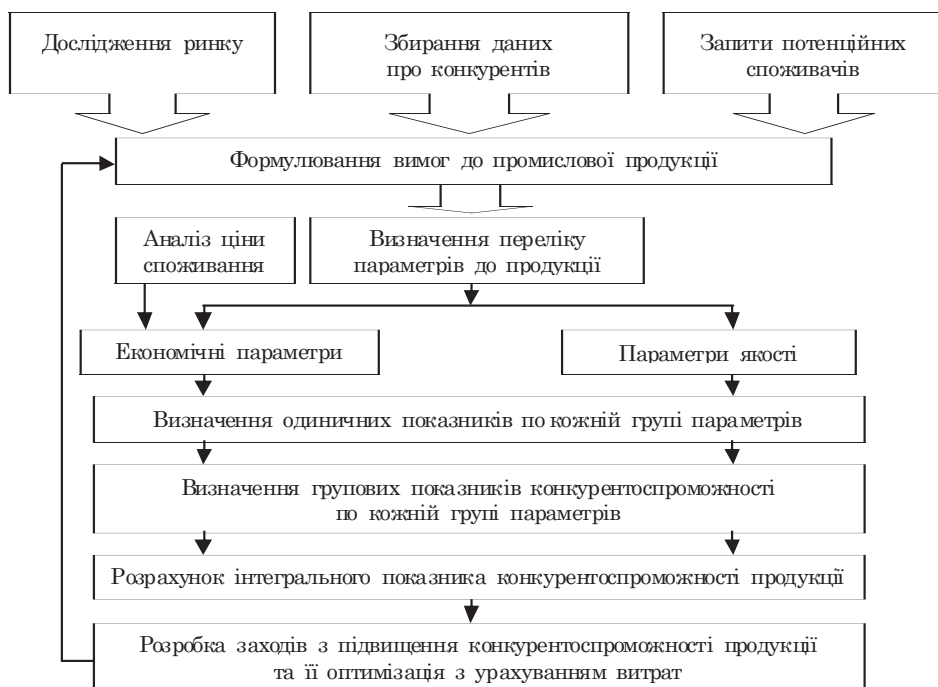 Дослідження ринку
Збирання даних
про конкурентів
Запити потенційних
споживачів
Формулювання вимог до промислової продукції
Аналіз ціни
споживання
Визначення переліку
параметрів до продукції
Економічні параметри
Параметри якості
Визначення одиничних показників по кожній групі параметрів
Визначення групових показників конкурентоспроможності
по кожній групі параметрів
Розрахунок інтегрального показника конкурентоспроможності продукції
Розробка заходів з підвищення конкурентоспроможності продукції
та її оптимізація з урахуванням витрат